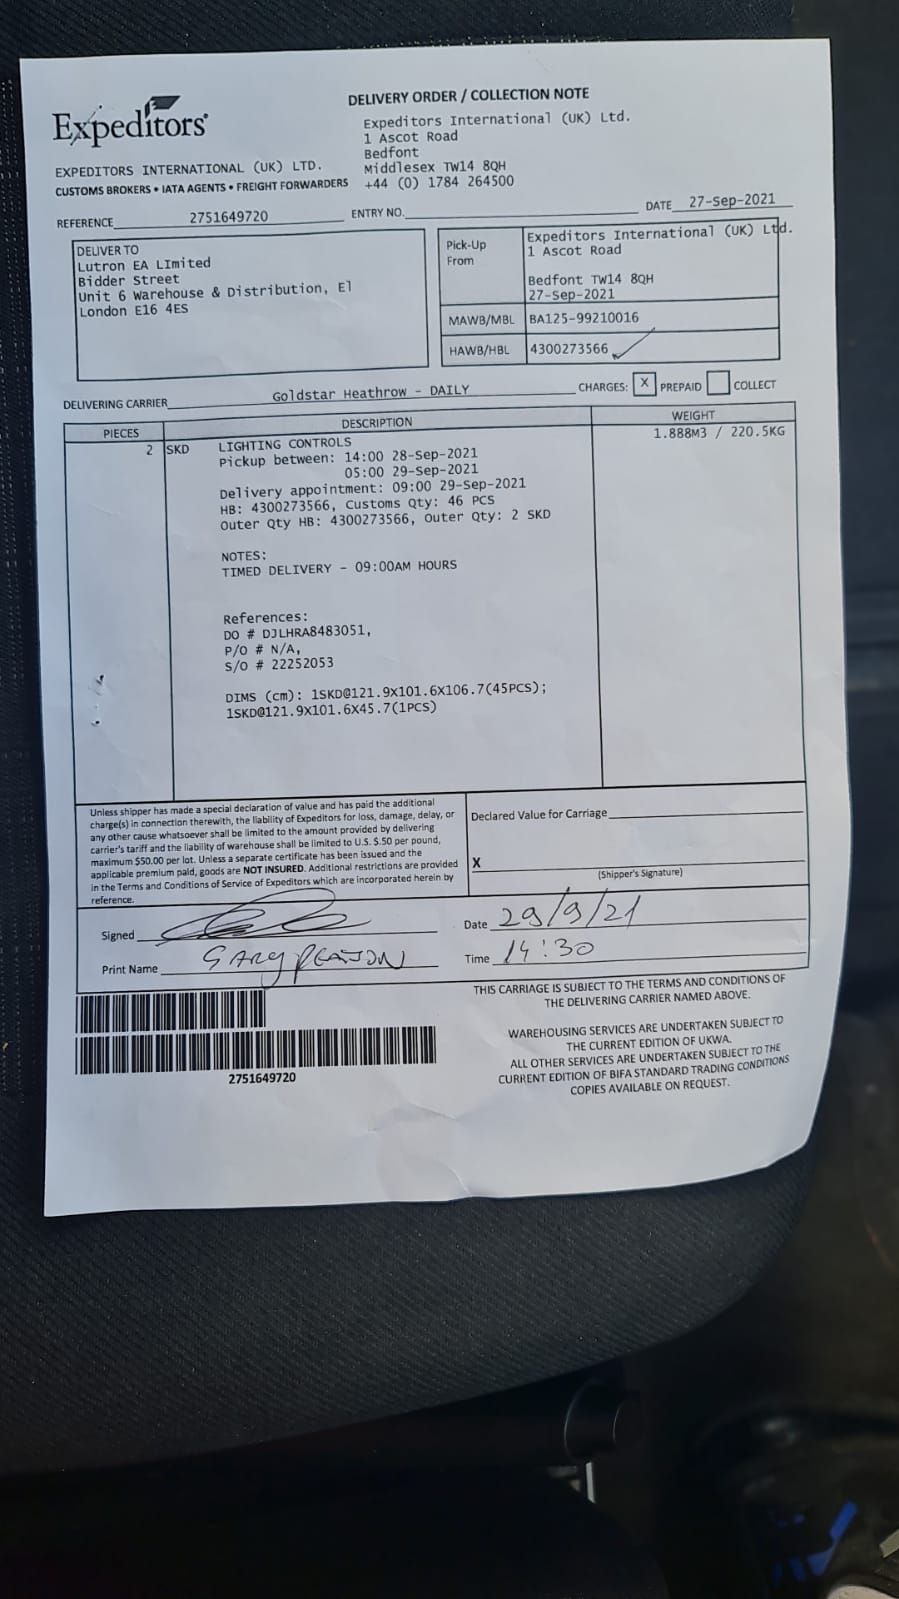 Expeditors
DELIVERY ORDER / COLLECTION NOTE
Expeditors International (UK) Ltd.
1 Ascot Road
Bedfont
Middlesex TW14 8QH
+44 (0) 1784 264500
EXPEDITORS INTERNATIONAL (UK) LTD.
CUSTOMS BROKERS • IATA AGENTS • FREIGHT FORWARDERS
REFERENCE 2751649720 ENTRY NO. DATE 27-Sep-2021
DELIVER TO
Lutron EA LImited
Bidder Street
Unit 6 Warehouse & Distribution, El
London E16 4ES
Pick-Up From
Expeditors International (UK) Ltd.
1 Ascot Road
Bedfont TW14 8QH
27-Sep-2021
MAWB/MBL BA125-99210016
HAWB/HBL 4300273566
DELIVERING CARRIER Goldstar Heathrow - DAILY CHARGES: X PREPAID COLLECT
PIECES DESCRIPTION WEIGHT
2 SKD LIGHTING CONTROLS 1.888M3 / 220.5KG
Pickup between: 14:00 28-Sep-2021
05:00 29-Sep-2021
Delivery appointment: 09:00 29-Sep-2021
HB: 4300273566, Customs Qty: 46 PCS
Outer Qty HB: 4300273566, Outer Qty: 2 SKD
NOTES:
TIMED DELIVERY - 09:00AM HOURS
References:
DO # DJLHRA8483051,
P/O # N/A,
S/O # 22252053
DIMS (cm): 1SKD@121.9X101.6X106.7(45PCS);
1SKD@121.9X101.6X45.7(1PCS)
Unless shipper has made a special declaration of value and has paid the additional
charge(s) in connection therewith, the liability of Expeditors for loss, damage, delay, or
any other cause whatsoever shall be limited to the amount provided by delivering
carrier's tariff and the liability of warehouse shall be limited to U.S. $.50 per pound,
maximum $50.00 per lot. Unless a separate certificate has been issued and the
applicable premium paid, goods are NOT INSURED. Additional restrictions are provided
in the Terms and Conditions of Service of Expeditors which are incorporated herein by
reference.
Declared Value for Carriage
X
(Shipper's Signature)
Signed
Date 29/9/21
Print Name GARY
Time 14:30
THIS CARRIAGE IS SUBJECT TO THE TERMS AND CONDITIONS OF
THE DELIVERING CARRIER NAMED ABOVE.
WAREHOUSING SERVICES ARE UNDERTAKEN SUBJECT TO
THE CURRENT EDITION OF UKWA.
ALL OTHER SERVICES ARE UNDERTAKEN SUBJECT TO THE
CURRENT EDITION OF BIFA STANDARD TRADING CONDITIONS
COPIES AVAILABLE ON REQUEST.
2751649720